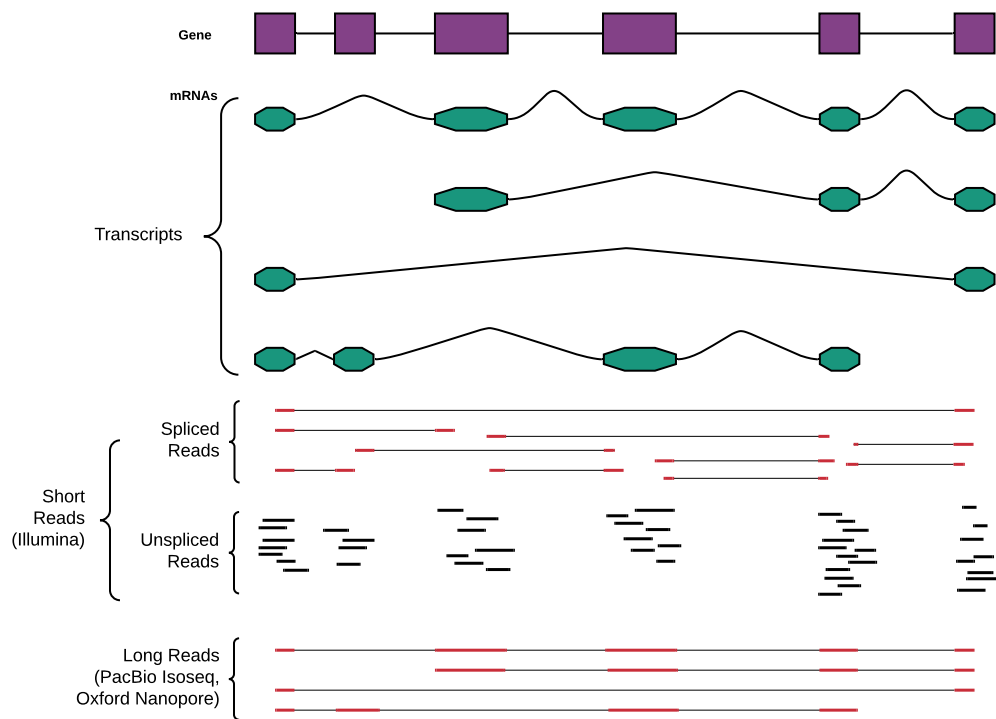 Gene
mRNAs
Transcripts
Spliced
Reads
Short
Reads
(Illumina)
Unspliced
Reads
Long Reads
(PacBio Isoseq,
Oxford Nanopore)